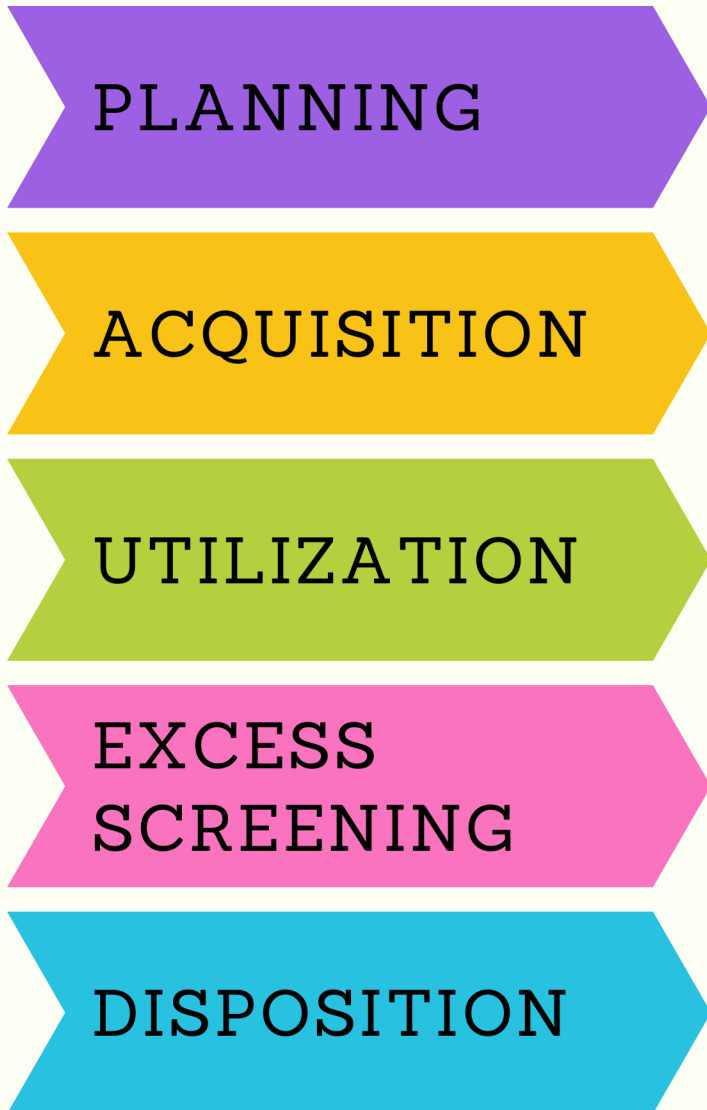 PLANNING
ACQUISITION
UTILIZATION
EXCESS
SCREENING
DISPOSITION